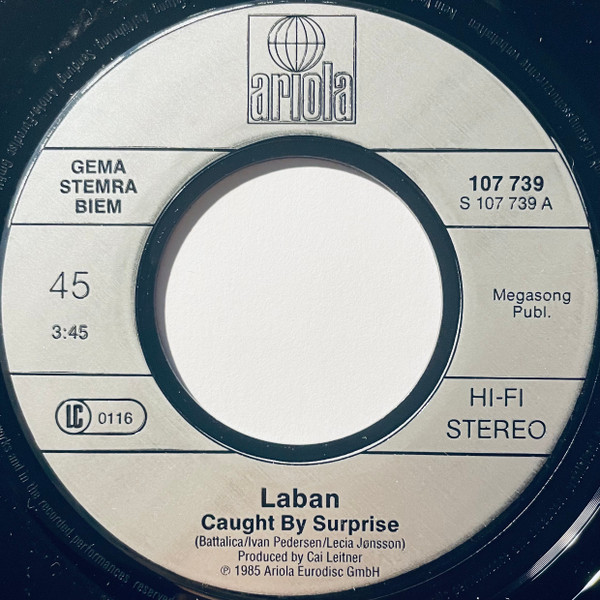 ariola
GEMA
STEMRA
BIEM
107 739
S 107 739 A
45
3:45
Megasong
Publ.
LC 0116
HI-FI
STEREO
Laban
Caught By Surprise
(Battalica/Ivan Pedersen/Lecia Jønsson)
Produced by Cai Leitner
℗ 1985 Ariola Eurodisc GmbH